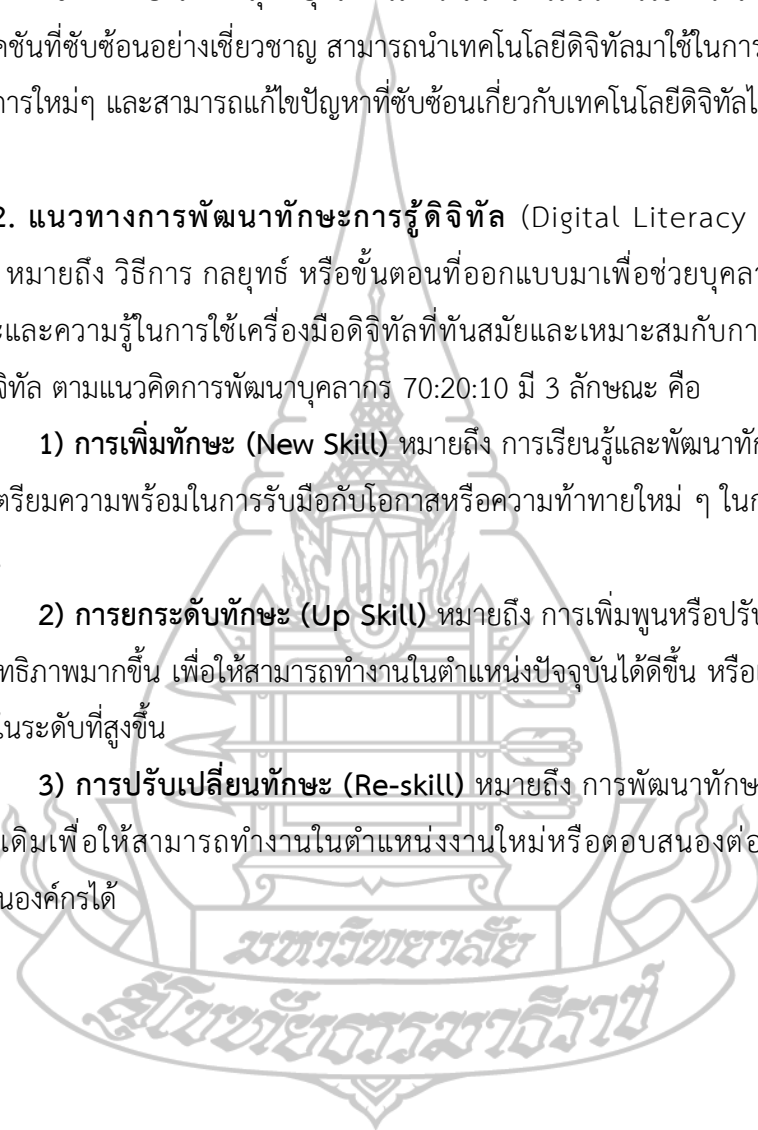 คชันที่ซับซ้อนอย่างเชี่ยวชาญ สามารถนำเทคโนโลยีดิจิทัลมาใช้ในการ
การใหม่ๆ และสามารถแก้ไขปัญหาที่ซับซ้อนเกี่ยวกับเทคโนโลยีดิจิทัลไ
2. แนวทางการพัฒนาทักษะการรู้ดิจิทัล (Digital Literacy
หมายถึง วิธีการ กลยุทธ์ หรือขั้นตอนที่ออกแบบมาเพื่อช่วยบุคลา
ะและความรู้ในการใช้เครื่องมือดิจิทัลที่ทันสมัยและเหมาะสมกับกา
จิทัล ตามแนวคิดการพัฒนาบุคลากร 70:20:10 มี 3 ลักษณะ คือ
1) การเพิ่มทักษะ (New Skill) หมายถึง การเรียนรู้และพัฒนาทัก
ตรียมความพร้อมในการรับมือกับโอกาสหรือความท้าทายใหม่ ๆ ในก
2) การยกระดับทักษะ (Up Skill) หมายถึง การเพิ่มพูนหรือปรับ
ทธิภาพมากขึ้น เพื่อให้สามารถทำงานในตำแหน่งปัจจุบันได้ดีขึ้น หรือเ
ในระดับที่สูงขึ้น
3) การปรับเปลี่ยนทักษะ (Re-skill) หมายถึง การพัฒนาทักษ
เดิมเพื่อให้สามารถทำงานในตำแหน่งงานใหม่หรือตอบสนองต่อ
นองค์กรได้
มหาวิทยาลัย
สุโขทัยธรรมาธิราช